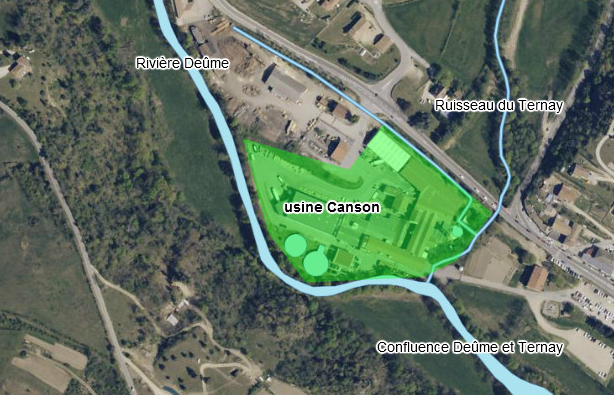 Rivière Deûme
Ruisseau du Ternay
usine Canson
Confluence Deûme et Ternay